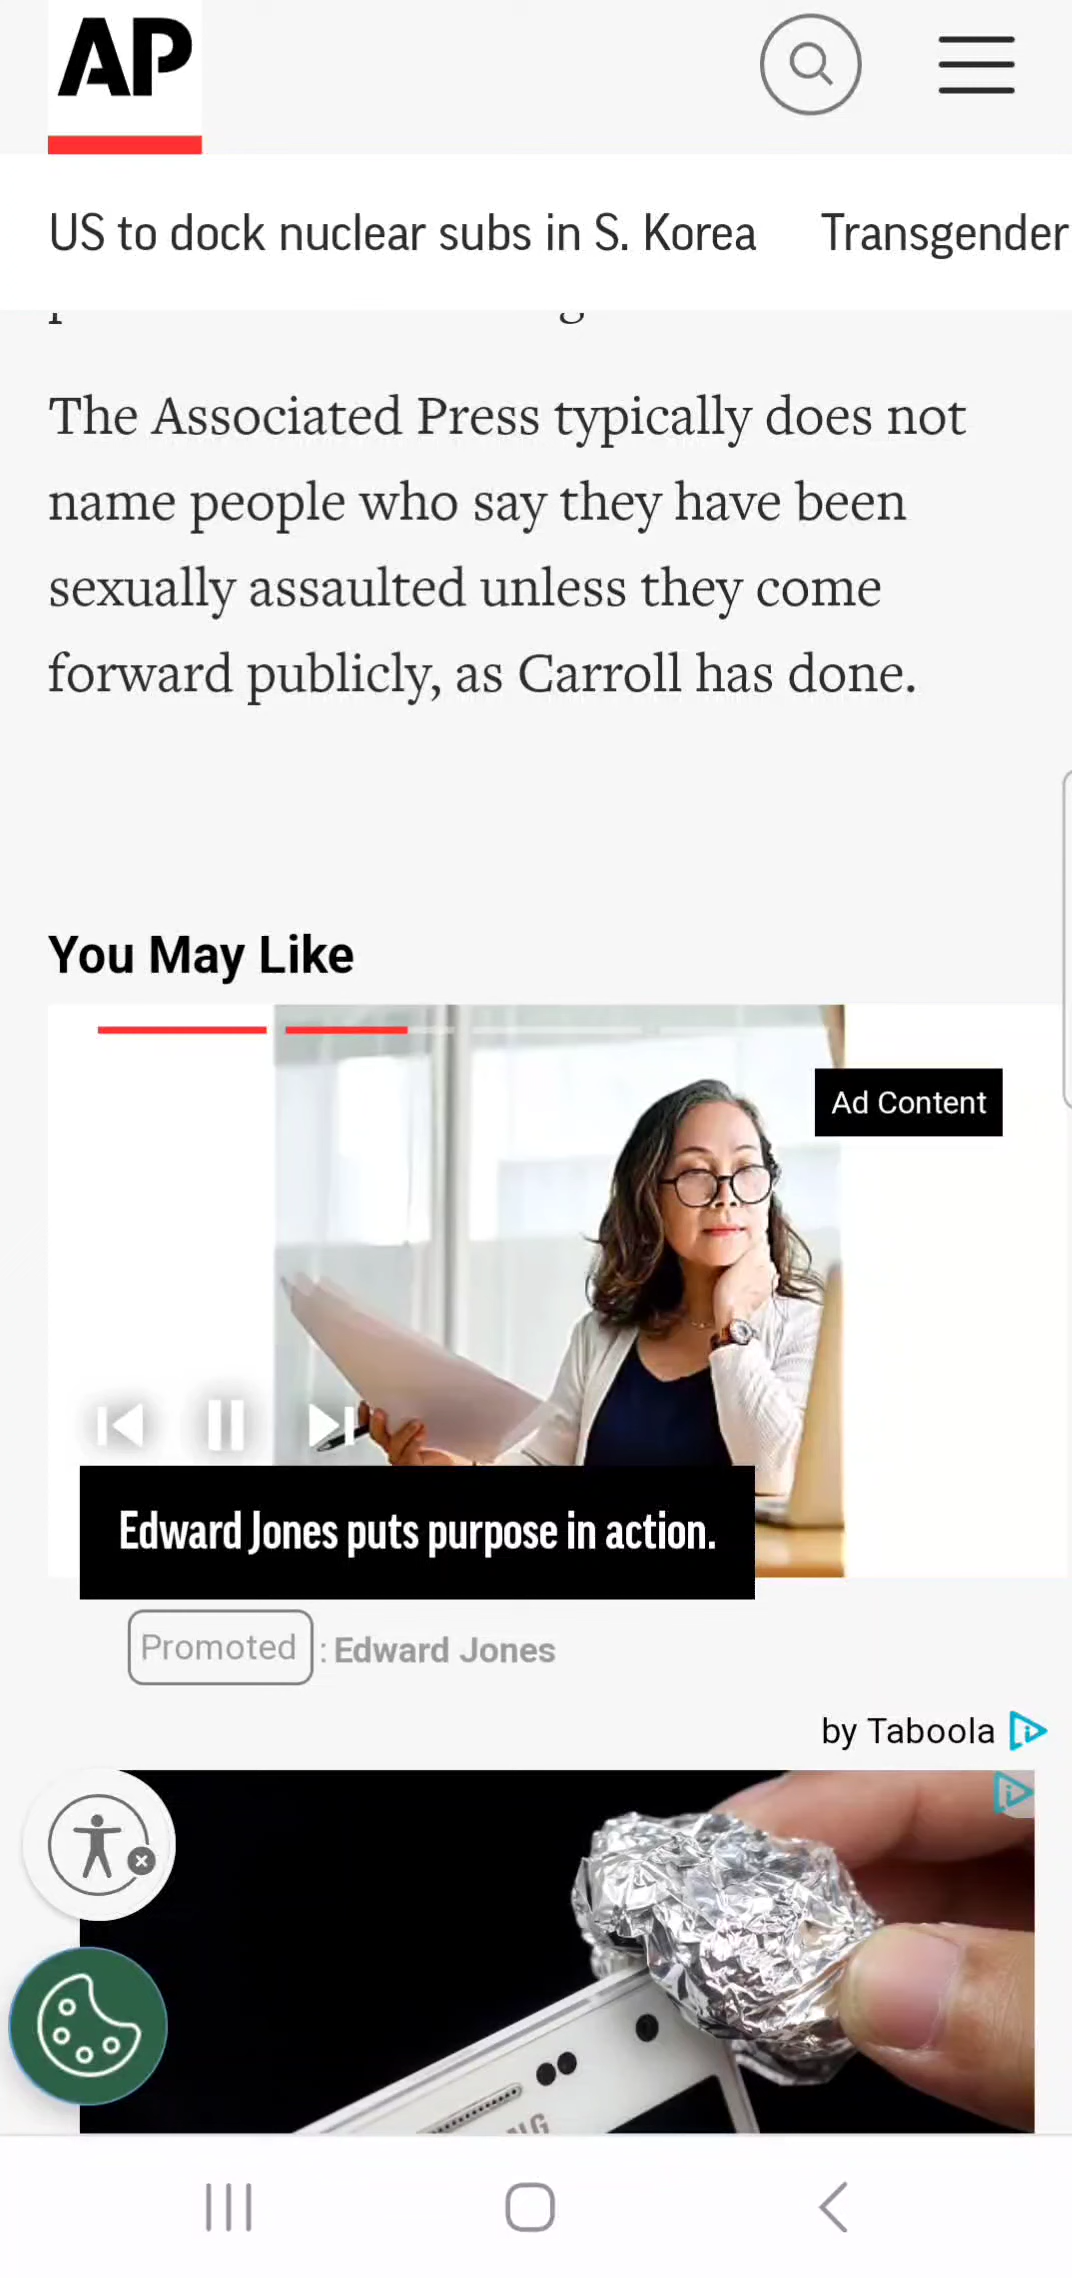 AP
US to dock nuclear subs in S. Korea Transgender
The Associated Press typically does not
name people who say they have been
sexually assaulted unless they come
forward publicly, as Carroll has done.
You May Like
Ad Content
Edward Jones puts purpose in action.
Promoted : Edward Jones
by Taboola
NG